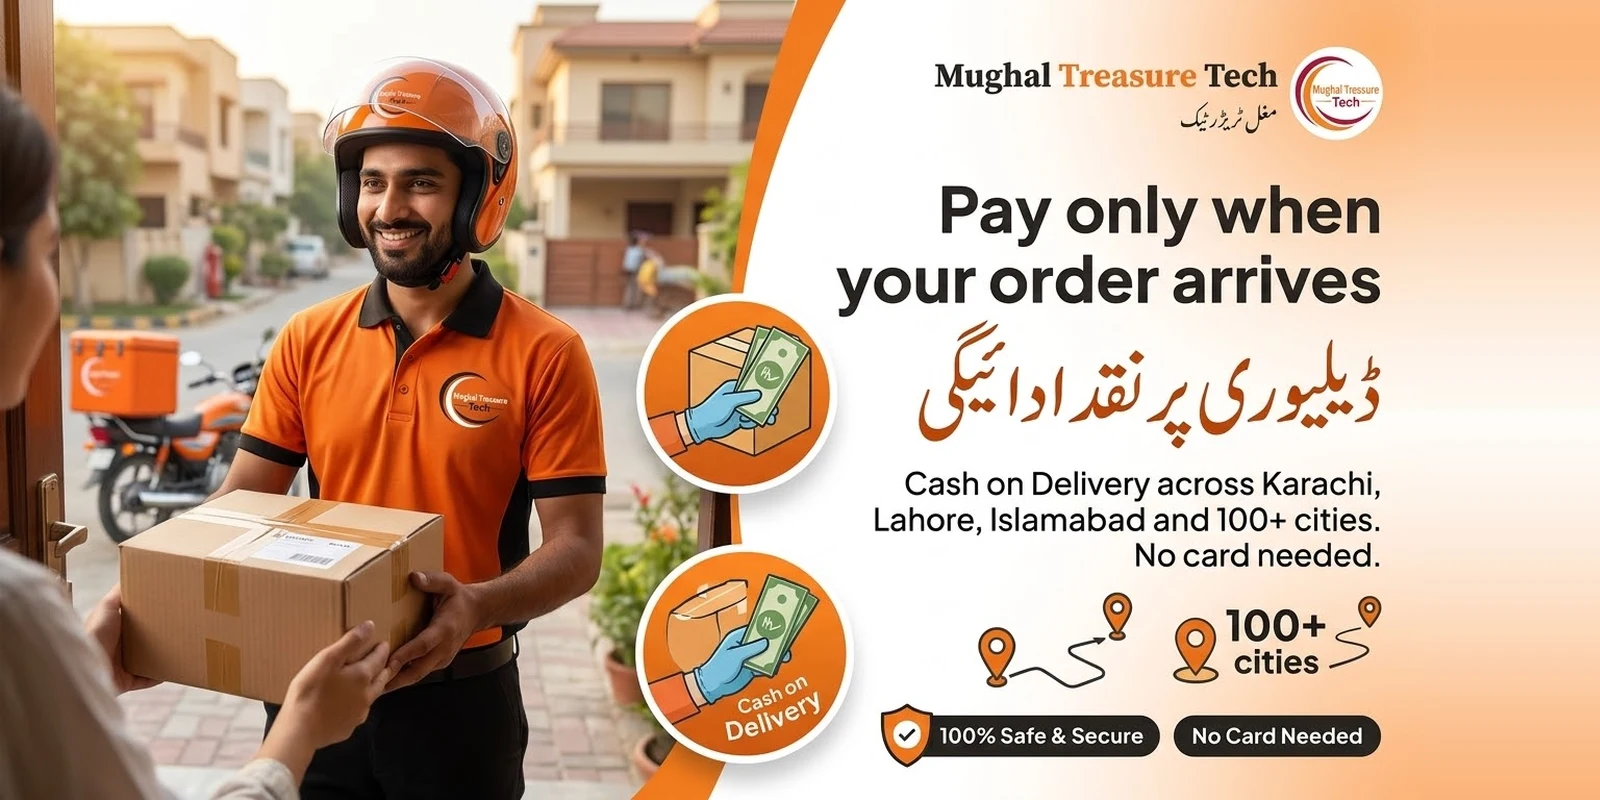 Mughal Treasure Tech
مغل ٹریژر ٹیک
Mughal Tressure
Tech
Pay only when
your order arrives
ڈیلیوری پر نقد ادائیگی
Cash on Delivery across Karachi,
Lahore, Islamabad and 100+ cities.
No card needed.
100+
cities
100% Safe & Secure
No Card Needed
Cash on
Delivery
Tech